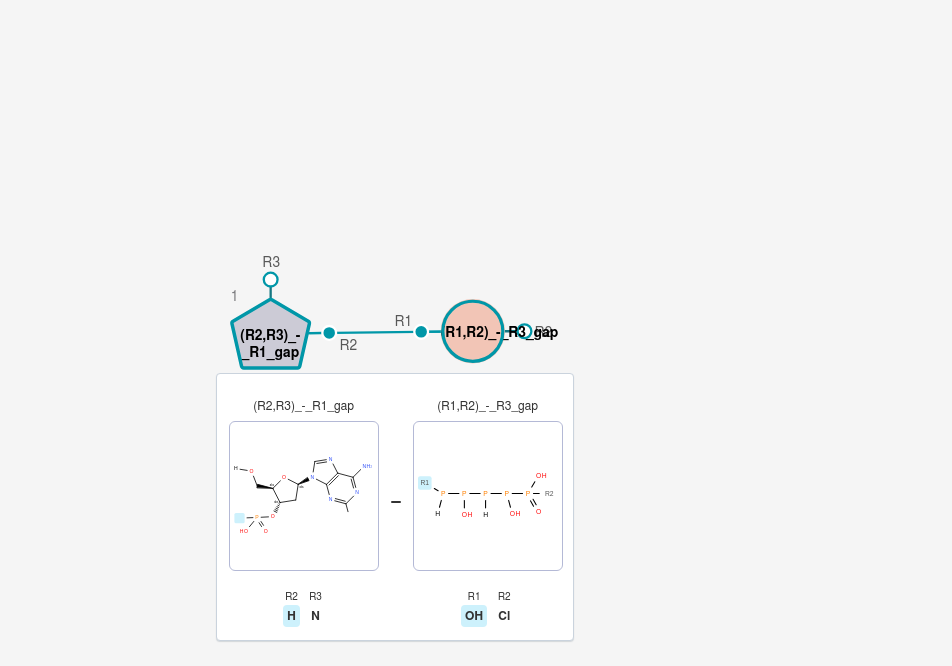 R3
1
(R2,R3)_-
_R1_gap
R2
R1
R1,R2)_-_R3_gap
(R2,R3)_-_R1_gap
(R1,R2)_-_R3_gap
H
O
O
N
N
NH₂
N
N
P
O
HO
O
R1
P
P
P
P
P
OH
R2
H
OH
H
OH
O
R2 R3
H N
R1 R2
OH Cl